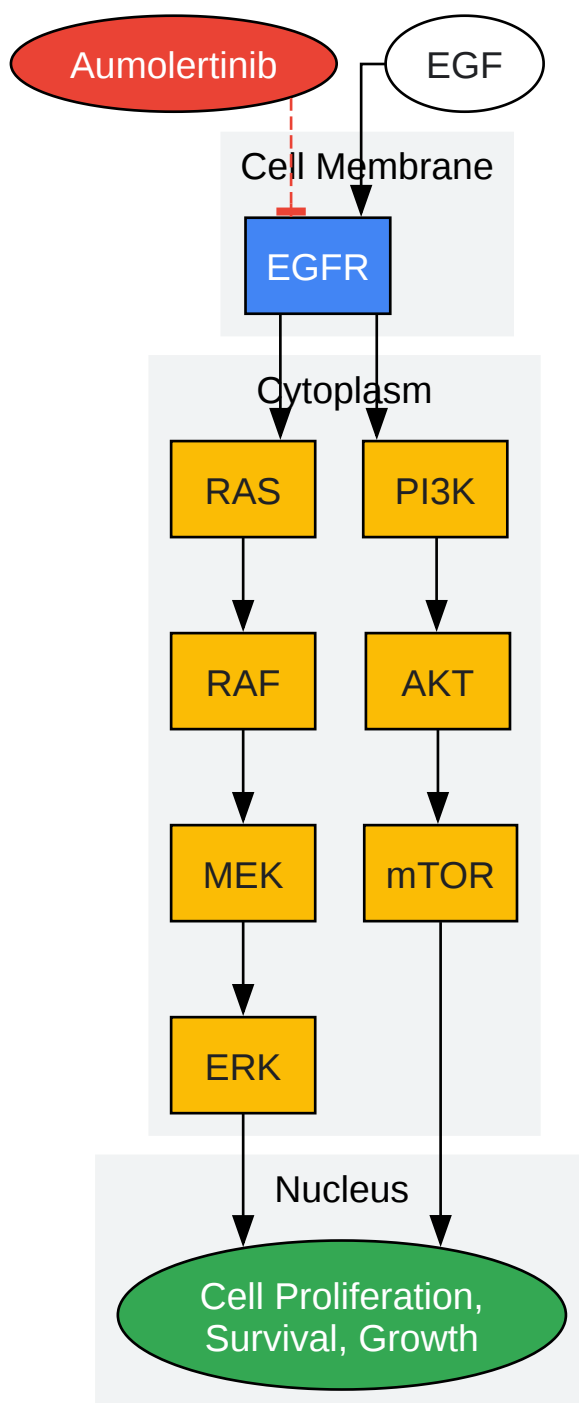 Aumolertinib
EGF
Cell Membrane
EGFR
Cytoplasm
RAS
PI3K
RAF
AKT
MEK
mTOR
ERK
Nucleus
Cell Proliferation,
Survival, Growth